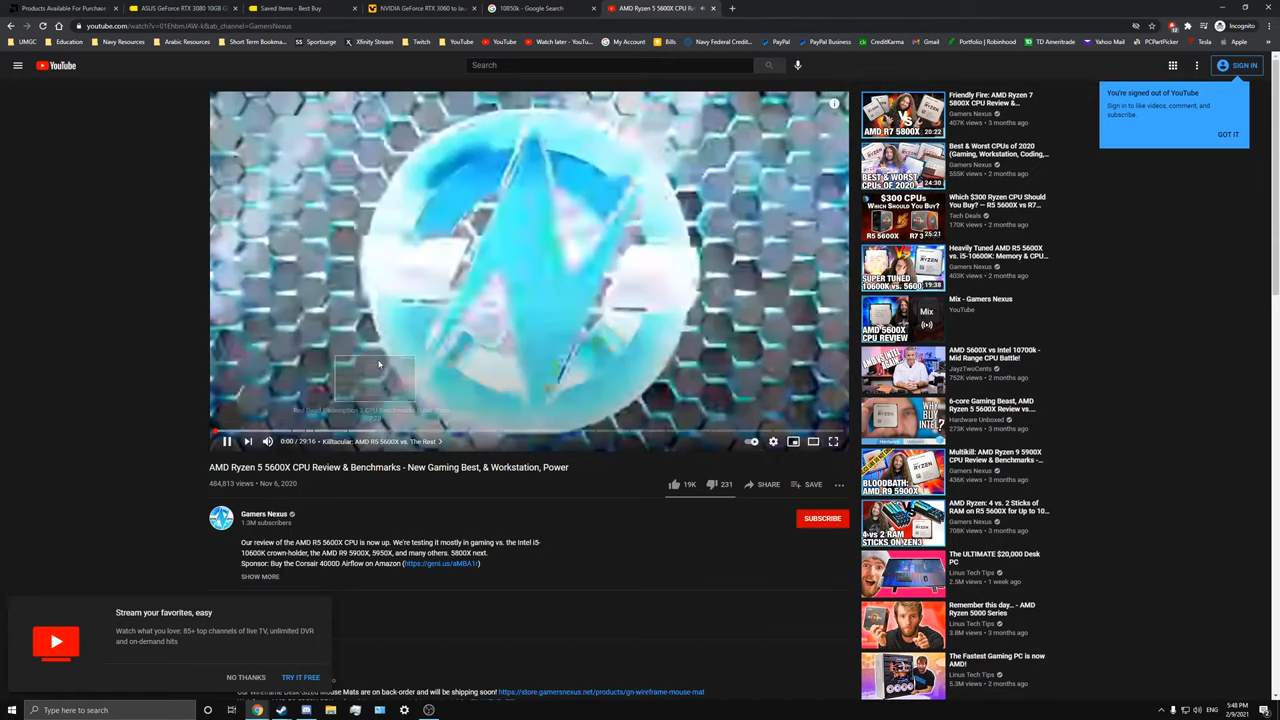 Products Available For Purchase
ASUS GeForce RTX 3080 10GB G
Saved Items - Best Buy
NVIDIA GeForce RTX 3060 to lau
10850k - Google Search
AMD Ryzen 5 5600X CPU Re
youtube.com/watch?v=01EhbmJAW-k&ab_channel=GamersNexus
12
Incognito
UMGC
Education
Navy Resources
Arabic Resources
Short Term Bookma...
Sportsurge
Xfinity Stream
Twitch
YouTube
YouTube
Watch later - YouTu...
My Account
Bills
Navy Federal Credit...
PayPal
PayPal Business
CreditKarma
Gmail
Portfolio | Robinhood
TD Ameritrade
Yahoo Mail
PCPartPicker
Tesla
Apple
YouTube
Search
SIGN IN
You're signed out of YouTube
Sign in to like videos, comment, and
subscribe.
GOT IT
Red Dead Redemption 2 CPU Benchmarks
0:00 / 29:16 • Killtacular: AMD R5 5600X vs. The Rest
AMD Ryzen 5 5600X CPU Review & Benchmarks - New Gaming Best, & Workstation, Power
484,813 views • Nov 6, 2020
19K
231
SHARE
SAVE
Gamers Nexus
1.3M subscribers
SUBSCRIBE
Our review of the AMD R5 5600X CPU is now up. We're testing it mostly in gaming vs. the Intel i5-
10600K crown-holder, the AMD R9 5900X, 5950X, and many others. 5800X next.
Sponsor: Buy the Corsair 4000D Airflow on Amazon (https://geni.us/aMBA1r)
SHOW MORE
Stream your favorites, easy
Watch what you love: 85+ top channels of live TV, unlimited DVR
and on-demand hits
NO THANKS
TRY IT FREE
Our Wireframe Desk-Sized Mouse Mats are on back-order and will be shipping soon! https://store.gamersnexus.net/products/gn-wireframe-mouse-mat
VS
AMD R7 5800X
20:22
Friendly Fire: AMD Ryzen 7
5800X CPU Review &...
Gamers Nexus
407K views • 3 months ago
BEST & WORST
CPUs OF 2020
24:30
Best & Worst CPUs of 2020
(Gaming, Workstation, Coding,...
Gamers Nexus
555K views • 2 months ago
$300 CPUs
WHICH SHOULD YOU BUY?
VS
R5 5600X
R7 3
25:21
Which $300 Ryzen CPU Should
You Buy? — R5 5600X vs R7...
Tech Deals
170K views • 2 months ago
VS
RYZEN
SUPER TUNED
10600K vs. 5600
19:38
Heavily Tuned AMD R5 5600X
vs. i5-10600K: Memory & CPU...
Gamers Nexus
403K views • 2 months ago
AMD 5600X
CPU REVIEW
Mix
Mix - Gamers Nexus
YouTube
AMD 5600X vs Intel 10700k -
Mid Range CPU Battle!
JayzTwoCents
752K views • 2 months ago
WHY
BUY
INTEL?
6-core Gaming Beast, AMD
Ryzen 5 5600X Review vs....
Hardware Unboxed
273K views • 3 months ago
RYZEN
BLOODBATH:
AMD R9 5900X
Multikill: AMD Ryzen 9 5900X
CPU Review & Benchmarks -...
Gamers Nexus
436K views • 3 months ago
4-vs 2 RAM
STICKS ON ZEN3
AMD Ryzen: 4 vs. 2 Sticks of
RAM on R5 5600X for Up to 10...
Gamers Nexus
708K views • 3 months ago
The ULTIMATE $20,000 Desk
PC
Linus Tech Tips
2.5M views • 1 week ago
Remember this day... - AMD
Ryzen 5000 Series
Linus Tech Tips
3.8M views • 3 months ago
The Fastest Gaming PC is now
AMD!
Linus Tech Tips
5.3M views • 2 months ago
Type here to search
ENG
5:48 PM
2/9/2021